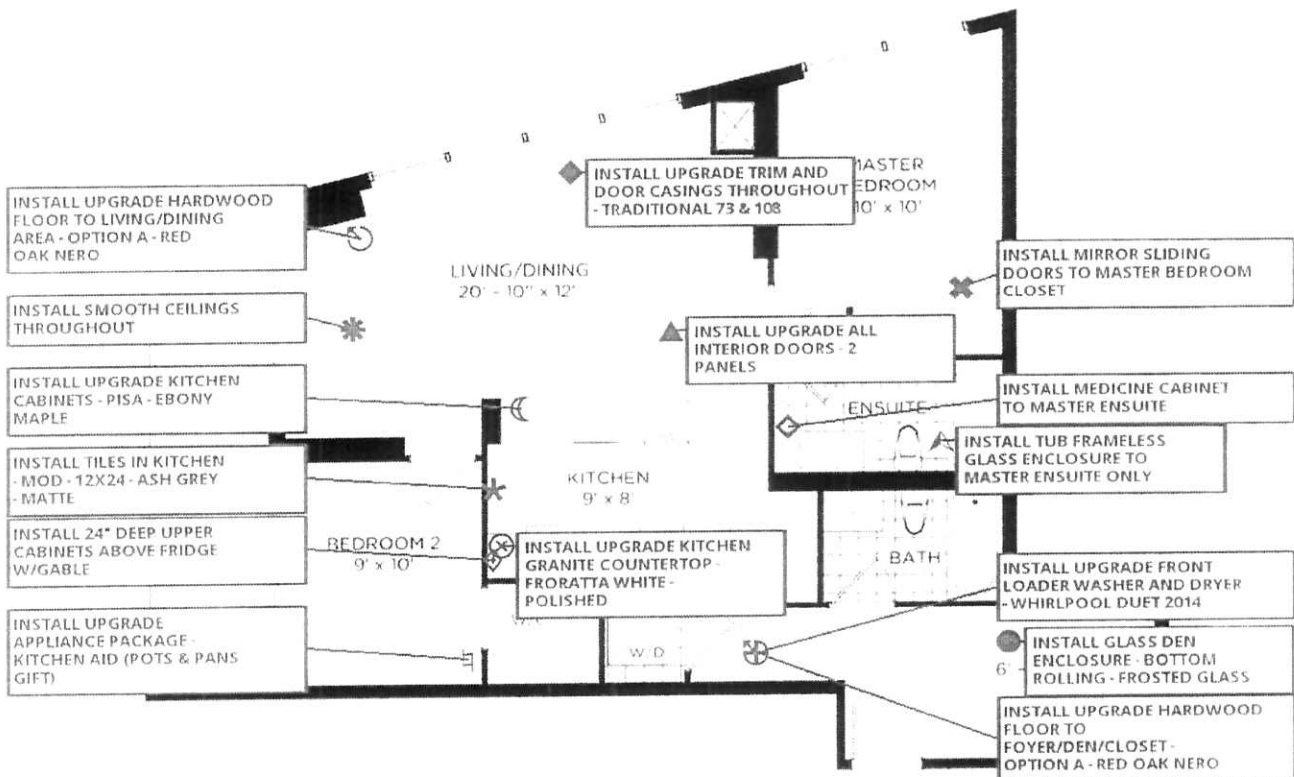 INSTALL UPGRADE HARDWOOD
FLOOR TO LIVING/DINING
AREA - OPTION A - RED
OAK NERO
INSTALL SMOOTH CEILINGS
THROUGHOUT
INSTALL UPGRADE KITCHEN
CABINETS - PISA - EBONY
MAPLE
INSTALL TILES IN KITCHEN
- MOD - 12X24 - ASH GREY
- MATTE
INSTALL 24" DEEP UPPER
CABINETS ABOVE FRIDGE
W/GABLE
INSTALL UPGRADE
APPLIANCE PACKAGE -
KITCHEN AID (POTS & PANS
GIFT)
INSTALL UPGRADE TRIM AND
DOOR CASINGS THROUGHOUT
- TRADITIONAL 73 & 108
LIVING/DINING
20' - 10" x 12'
INSTALL UPGRADE ALL
INTERIOR DOORS - 2
PANELS
KITCHEN
9' x 8'
BEDROOM 2
9' x 10'
INSTALL UPGRADE KITCHEN
GRANITE COUNTERTOP -
FRORATTA WHITE -
POLISHED
W/D
MASTER
EDROOM
10' x 10'
ENSUITE
BATH
INSTALL MIRROR SLIDING
DOORS TO MASTER BEDROOM
CLOSET
INSTALL MEDICINE CABINET
TO MASTER ENSUITE
INSTALL TUB FRAMELESS
GLASS ENCLOSURE TO
MASTER ENSUITE ONLY
INSTALL UPGRADE FRONT
LOADER WASHER AND DRYER
- WHIRLPOOL DUET 2014
6'
INSTALL GLASS DEN
ENCLOSURE - BOTTOM
ROLLING - FROSTED GLASS
INSTALL UPGRADE HARDWOOD
FLOOR TO
FOYER/DEN/CLOSET -
OPTION A - RED OAK NERO